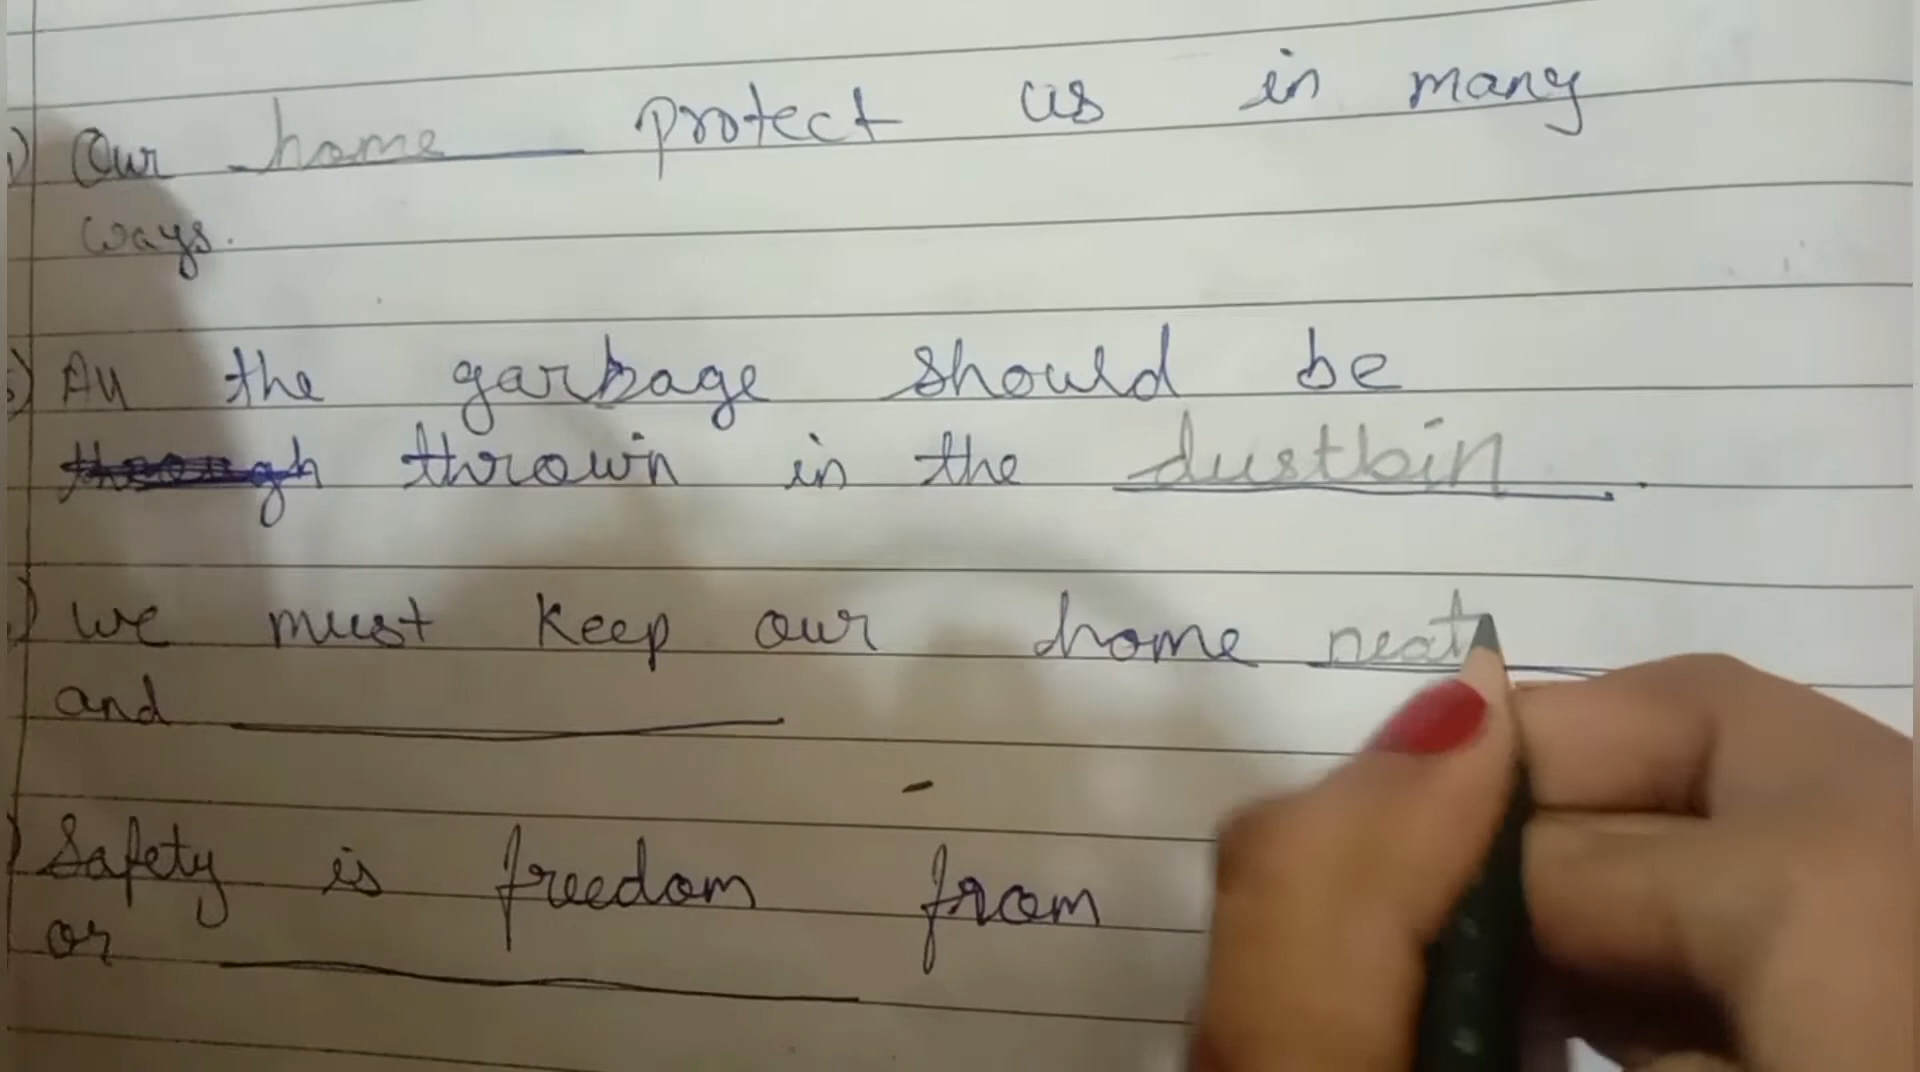 Our home protect us in many
ways.
All the garbage should be
thrown in the dustbin.
we must keep our home neat
and
Safety is freedom from
or